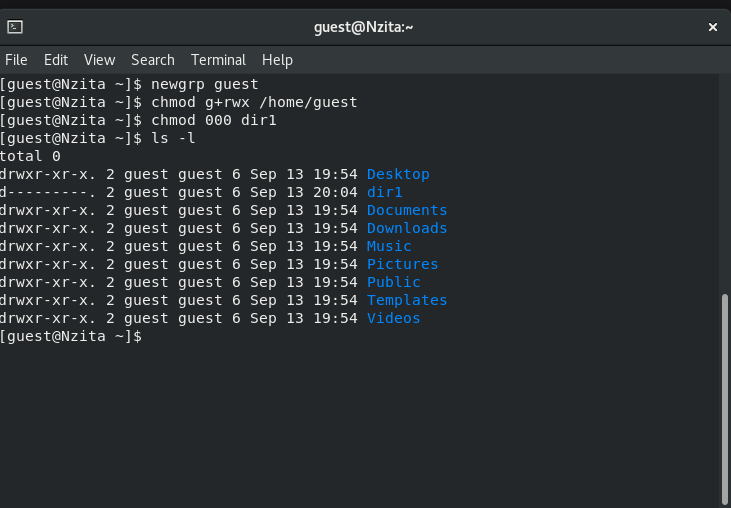 guest@Nzita:~
File Edit View Search Terminal Help
[guest@Nzita ~]$ newgrp guest
[guest@Nzita ~]$ chmod g+rwx /home/guest
[guest@Nzita ~]$ chmod 000 dir1
[guest@Nzita ~]$ ls -l
total 0
drwxr-xr-x. 2 guest guest 6 Sep 13 19:54 Desktop
d---------. 2 guest guest 6 Sep 13 20:04 dir1
drwxr-xr-x. 2 guest guest 6 Sep 13 19:54 Documents
drwxr-xr-x. 2 guest guest 6 Sep 13 19:54 Downloads
drwxr-xr-x. 2 guest guest 6 Sep 13 19:54 Music
drwxr-xr-x. 2 guest guest 6 Sep 13 19:54 Pictures
drwxr-xr-x. 2 guest guest 6 Sep 13 19:54 Public
drwxr-xr-x. 2 guest guest 6 Sep 13 19:54 Templates
drwxr-xr-x. 2 guest guest 6 Sep 13 19:54 Videos
[guest@Nzita ~]$